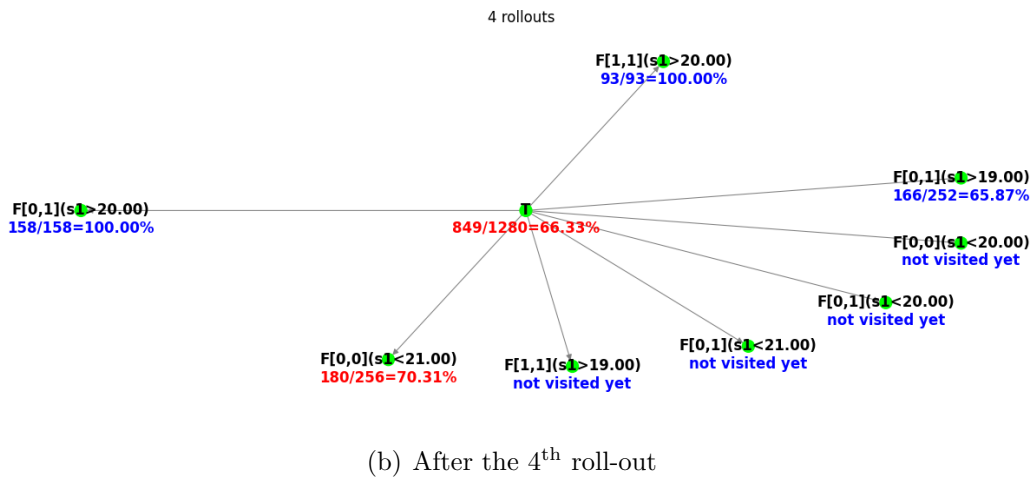 4 rollouts
F[1,1](s1>20.00)
93/93=100.00%
F[0,1](s1>19.00)
166/252=65.87%
F[0,1](s1>20.00)
158/158=100.00%
T
849/1280=66.33%
F[0,0](s1<20.00)
not visited yet
F[0,1](s1<20.00)
not visited yet
F[0,1](s1<21.00)
not visited yet
F[0,0](s1<21.00)
180/256=70.31%
F[1,1](s1>19.00)
not visited yet
(b) After the 4th roll-out